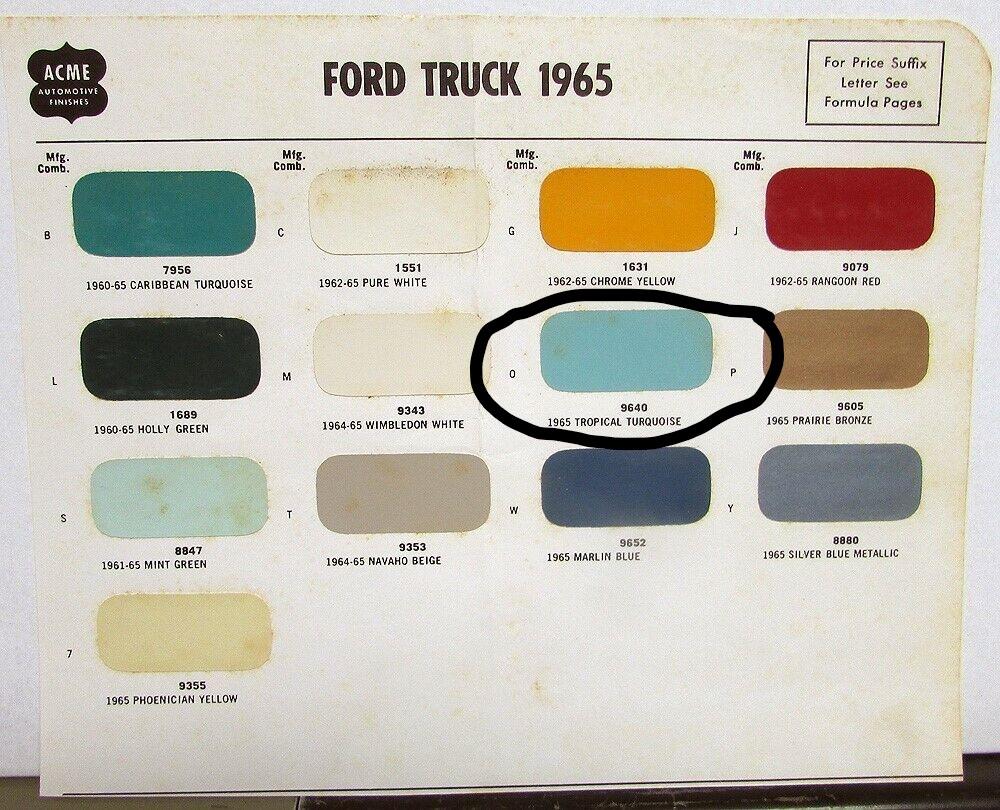 ACME
AUTOMOTIVE
FINISHES
FORD TRUCK 1965
For Price Suffix
Letter See
Formula Pages
Mfg. Mfg. Mfg. Mfg.
Comb. Comb. Comb. Comb.
B C G J
7956 1551 1631 9079
1960-65 CARIBBEAN TURQUOISE 1962-65 PURE WHITE 1962-65 CHROME YELLOW 1962-65 RANGOON RED
L M O P
1689 9343 9640 9605
1960-65 HOLLY GREEN 1964-65 WIMBLEDON WHITE 1965 TROPICAL TURQUOISE 1965 PRAIRIE BRONZE
S T W Y
8847 9353 9652 8880
1961-65 MINT GREEN 1964-65 NAVAHO BEIGE 1965 MARLIN BLUE 1965 SILVER BLUE METALLIC
7
9355
1965 PHOENICIAN YELLOW